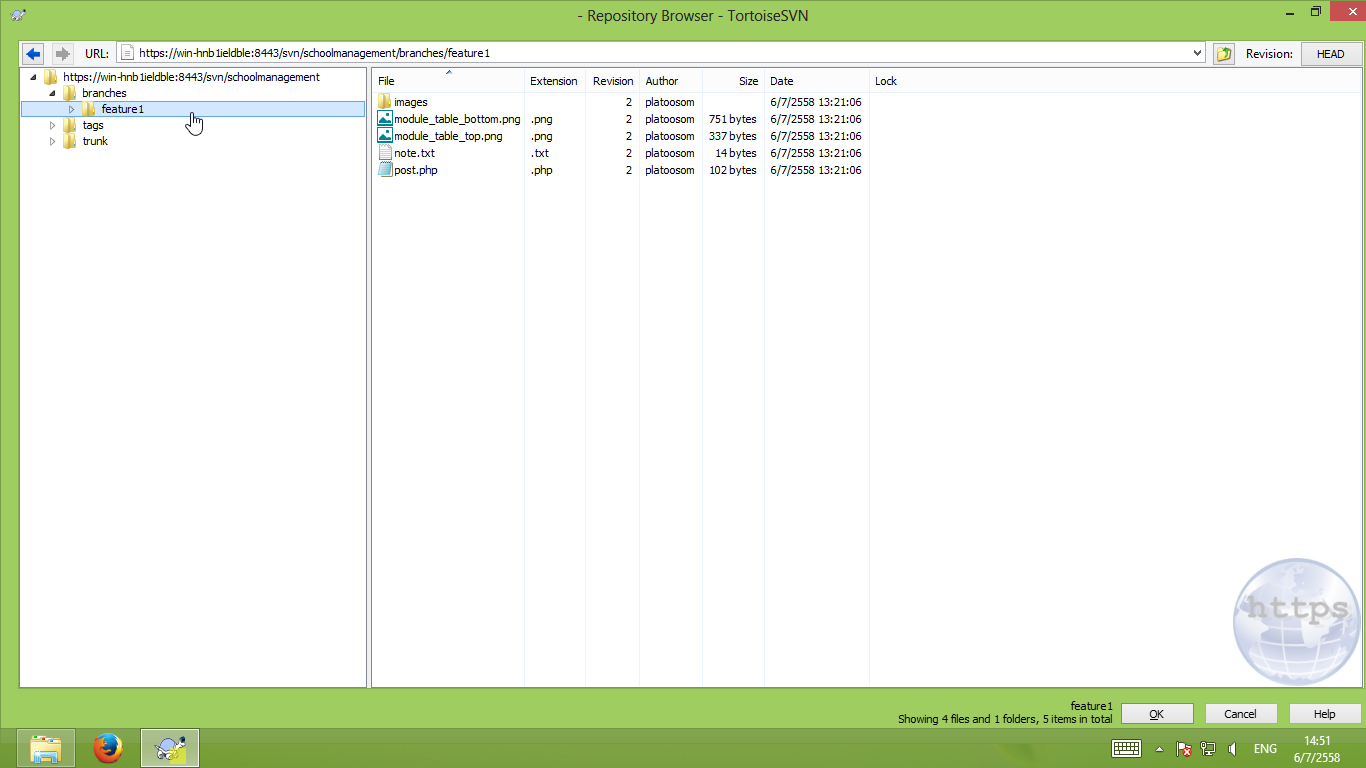 - Repository Browser - TortoiseSVN
URL: https://win-hnb1ieldble:8443/svn/schoolmanagement/branches/feature1 Revision: HEAD
https://win-hnb1ieldble:8443/svn/schoolmanagement
branches
feature1
tags
trunk
File Extension Revision Author Size Date Lock
images 2 platoosom 6/7/2558 13:21:06
module_table_bottom.png .png 2 platoosom 751 bytes 6/7/2558 13:21:06
module_table_top.png .png 2 platoosom 337 bytes 6/7/2558 13:21:06
note.txt .txt 2 platoosom 14 bytes 6/7/2558 13:21:06
post.php .php 2 platoosom 102 bytes 6/7/2558 13:21:06
https
feature1
Showing 4 files and 1 folders, 5 items in total
OK Cancel Help
ENG
14:51
6/7/2558